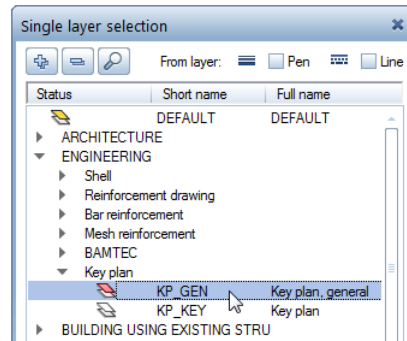 Single layer selection
From layer: Pen Line
Status Short name Full name
DEFAULT DEFAULT
ARCHITECTURE
ENGINEERING
Shell
Reinforcement drawing
Bar reinforcement
Mesh reinforcement
BAMTEC
Key plan
KP_GEN Key plan, general
KP_KEY Key plan
BUILDING USING EXISTING STRU